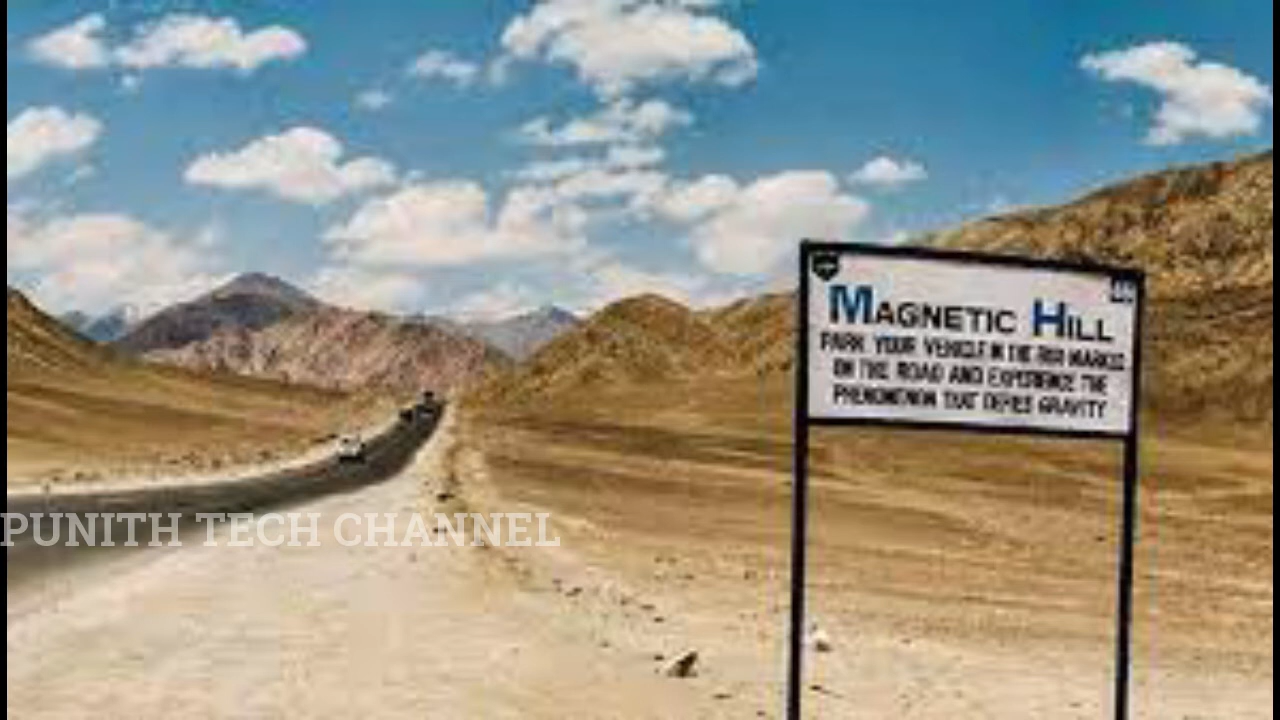 MAGNETIC HILL
PARK YOUR VEHICLE IN THE BOX MARKED
ON THE ROAD AND EXPERIENCE THE
PHENOMENON THAT DEFIES GRAVITY
PUNITH TECH CHANNEL